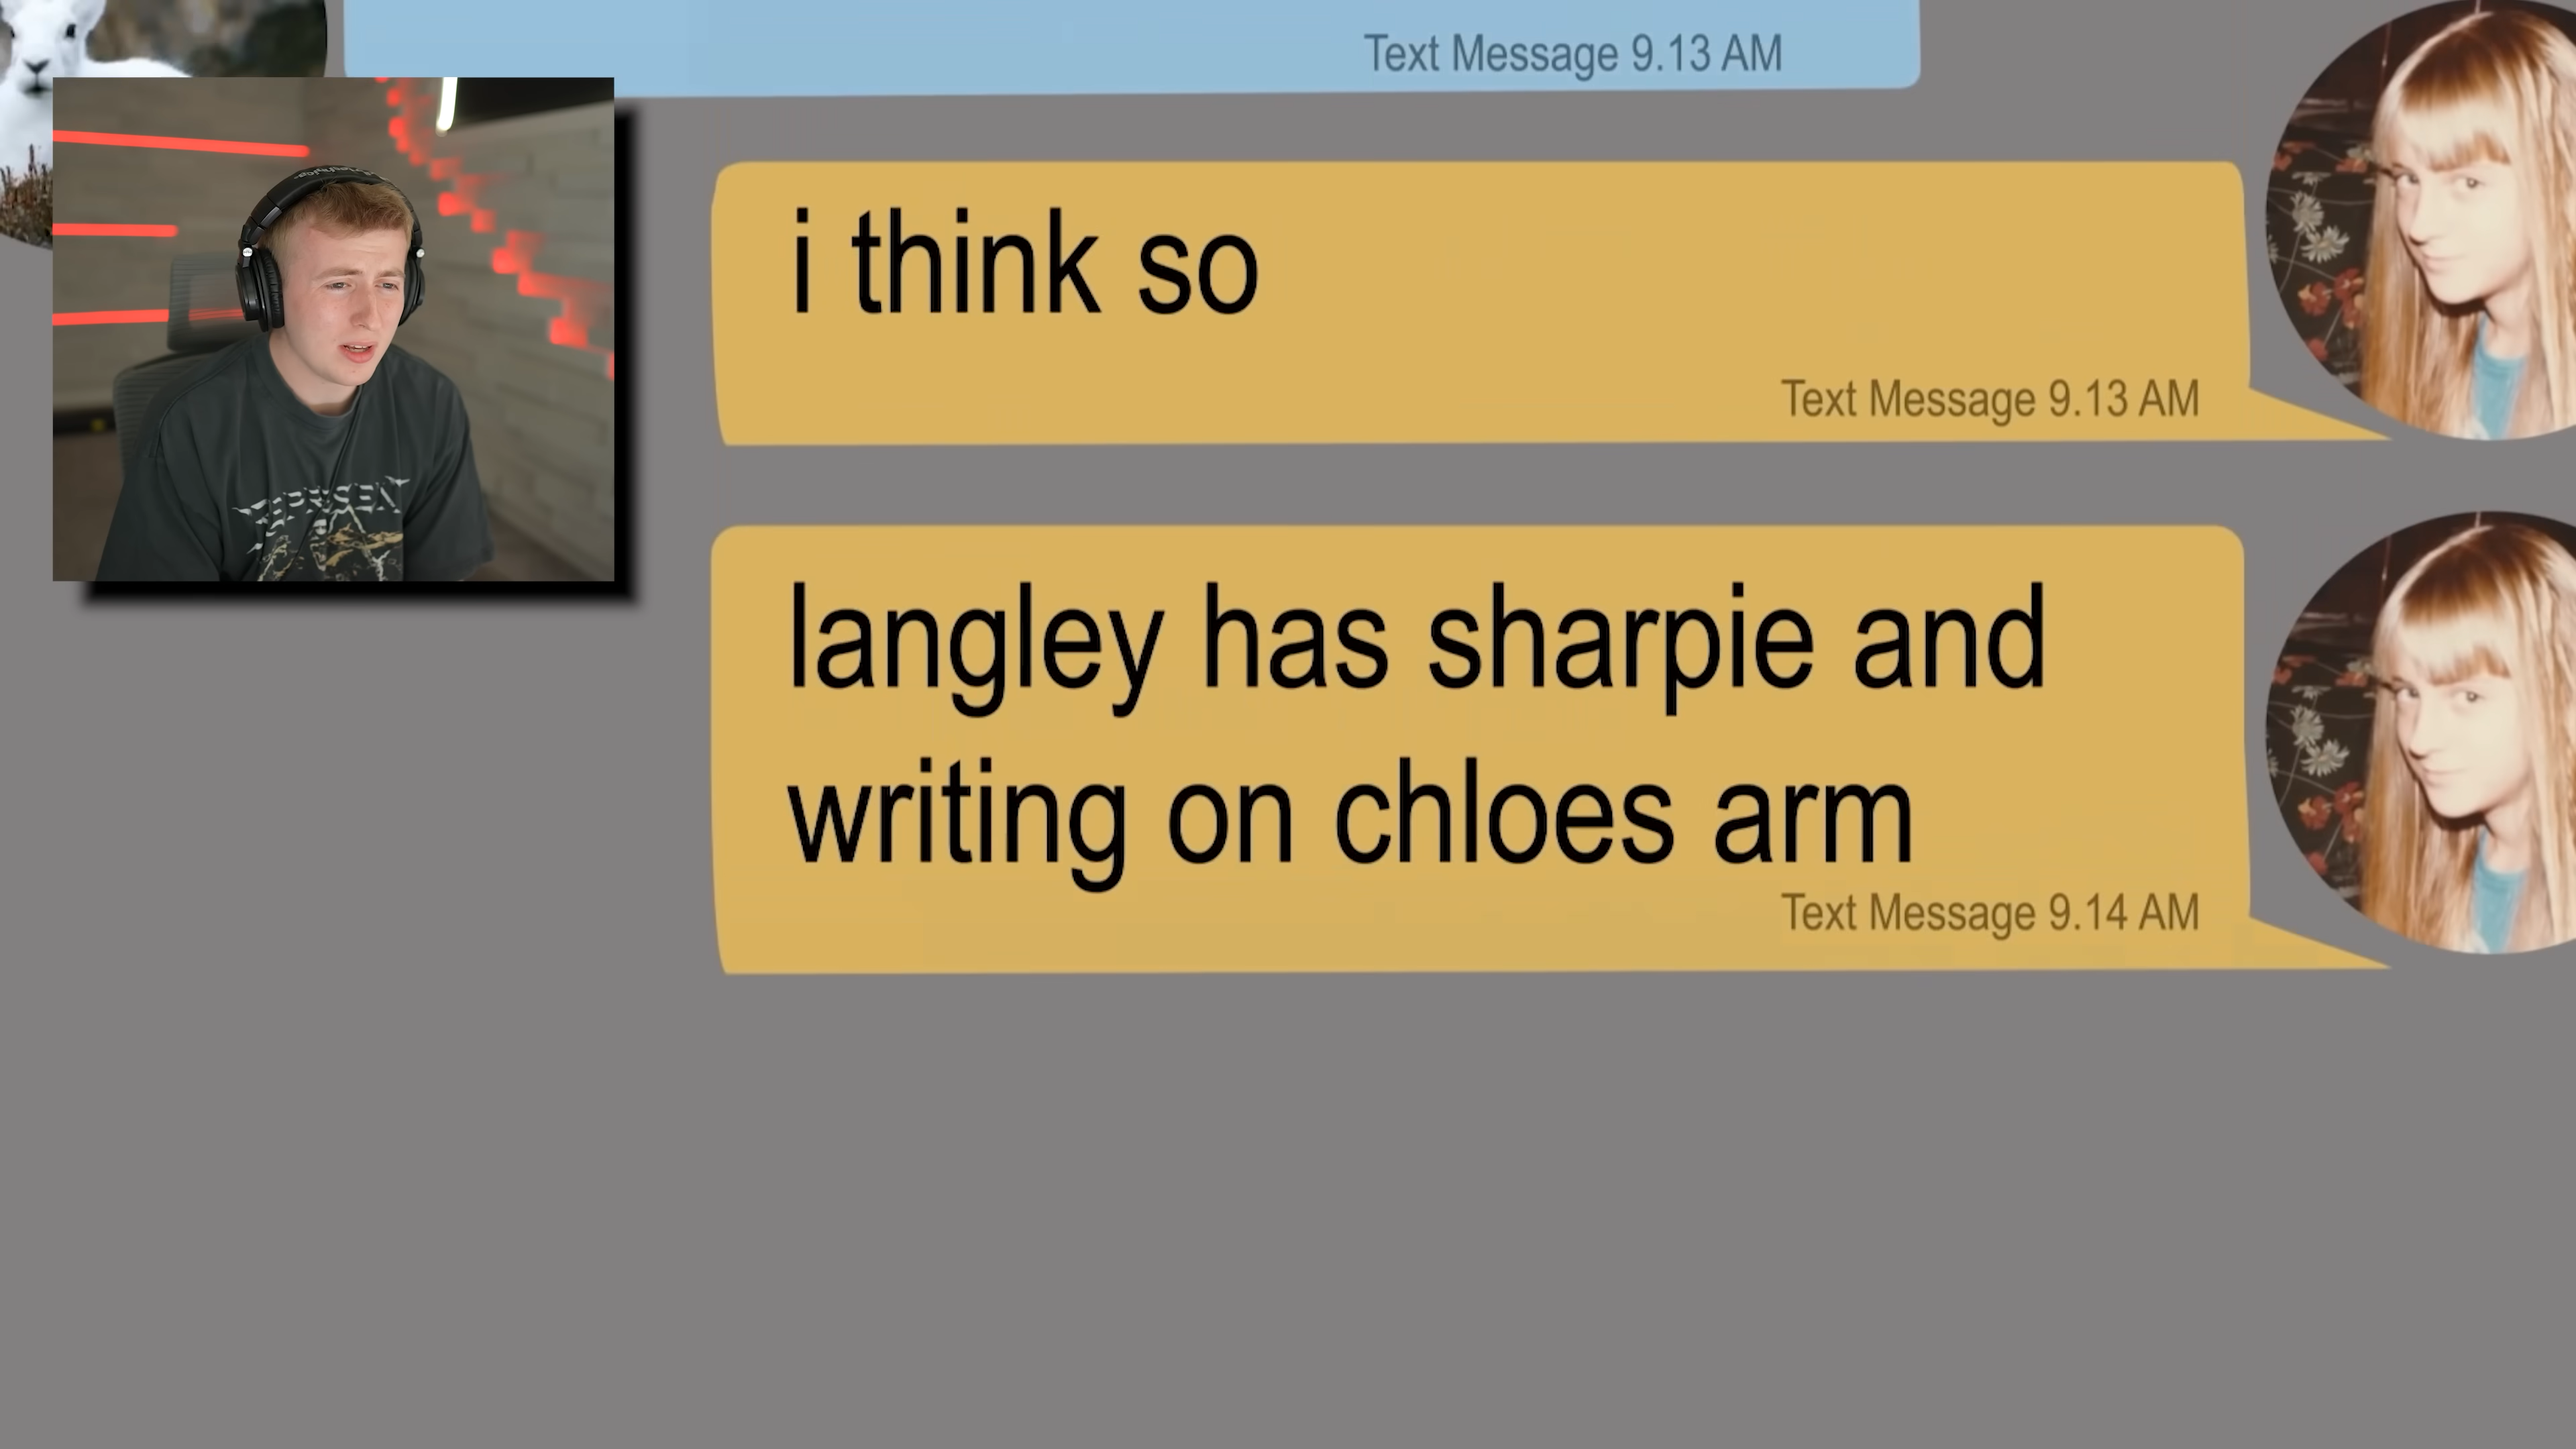 Text Message 9.13 AM
i think so
Text Message 9.13 AM
langley has sharpie and
writing on chloes arm
Text Message 9.14 AM